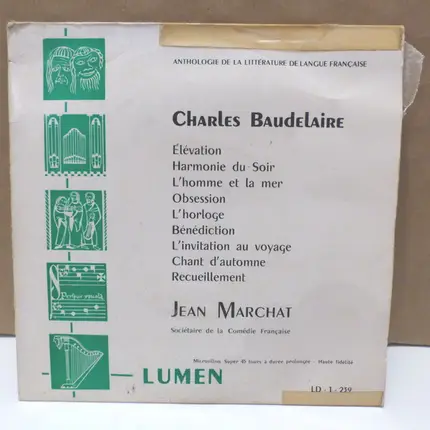 ANTHOLOGIE DE LA LITTÉRATURE DE LANGUE FRANÇAISE
Charles Baudelaire
Élévation
Harmonie du Soir
L'homme et la mer
Obsession
L'horloge
Bénédiction
L'invitation au voyage
Chant d'automne
Recueillement
JEAN MARCHAT
Sociétaire de la Comédie Française
Microsillon Super 45 tours à durée prolongée - Haute fidélité
LUMEN
LD - 1 - 219